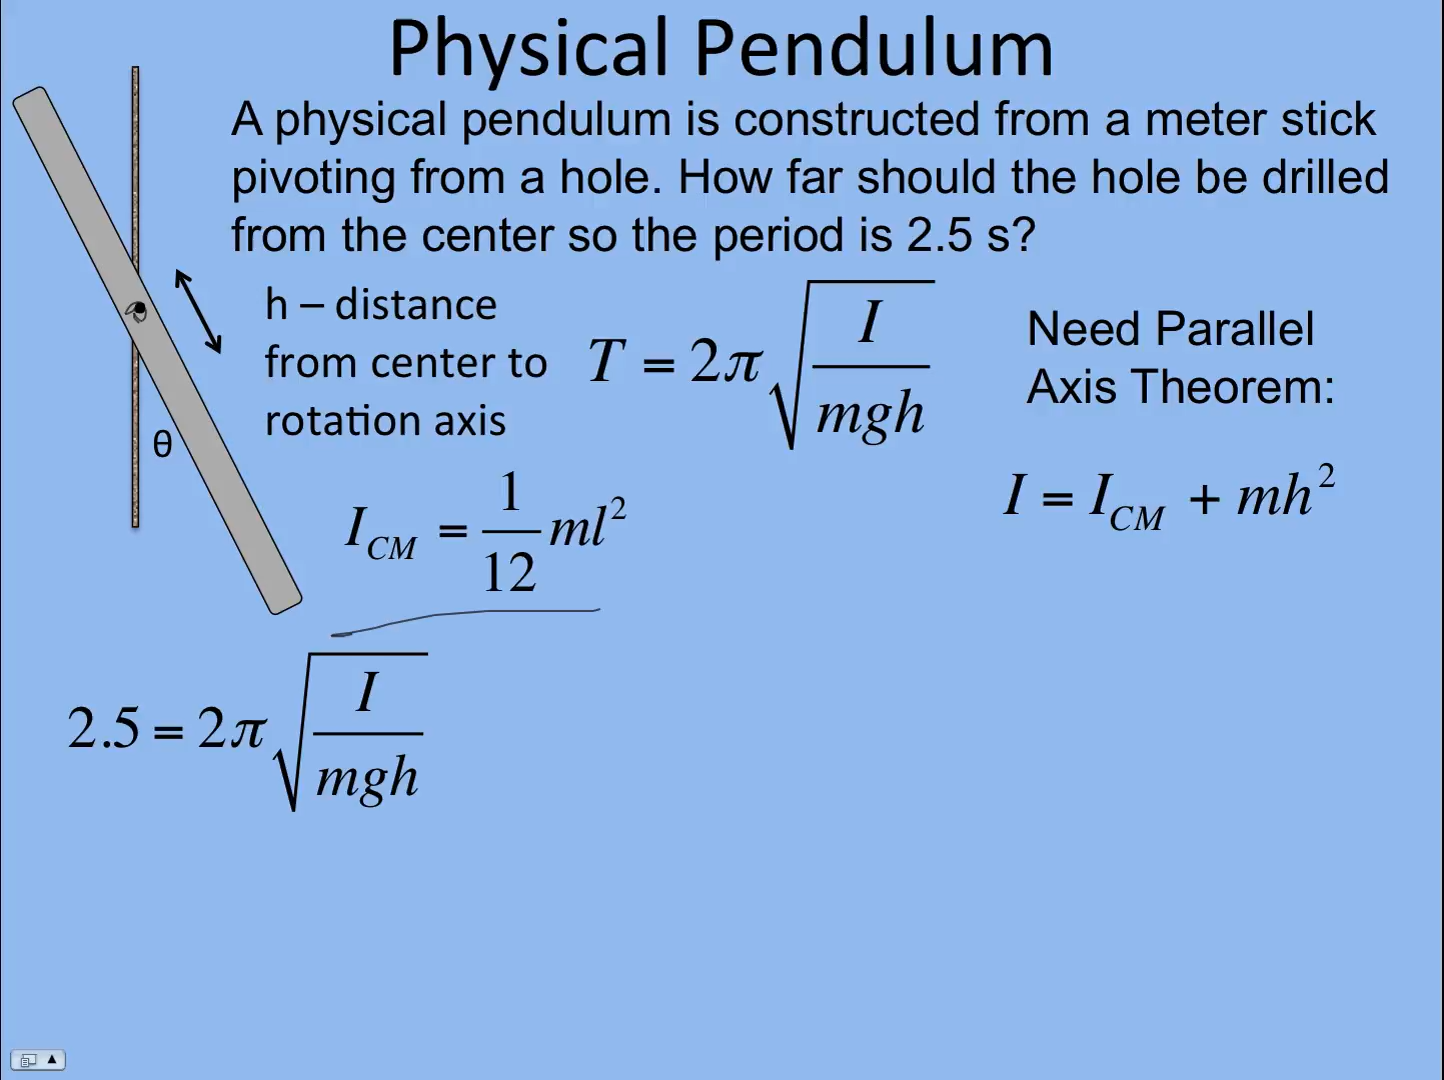 Physical Pendulum
A physical pendulum is constructed from a meter stick
pivoting from a hole. How far should the hole be drilled
from the center so the period is 2.5 s?
h – distance
from center to
rotation axis
T = 2π√(I/mgh)
Need Parallel
Axis Theorem:
θ
I_CM = 1/12 ml²
I = I_CM + mh²
2.5 = 2π√(I/mgh)